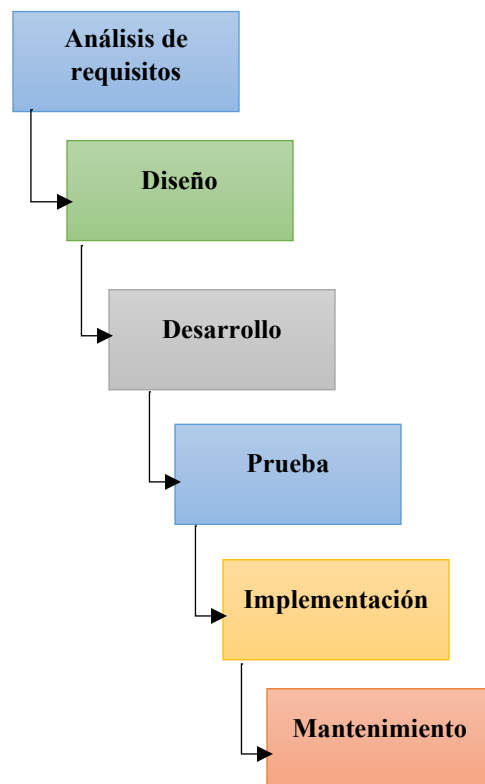 Análisis de
requisitos
Diseño
Desarrollo
Prueba
Implementación
Mantenimiento